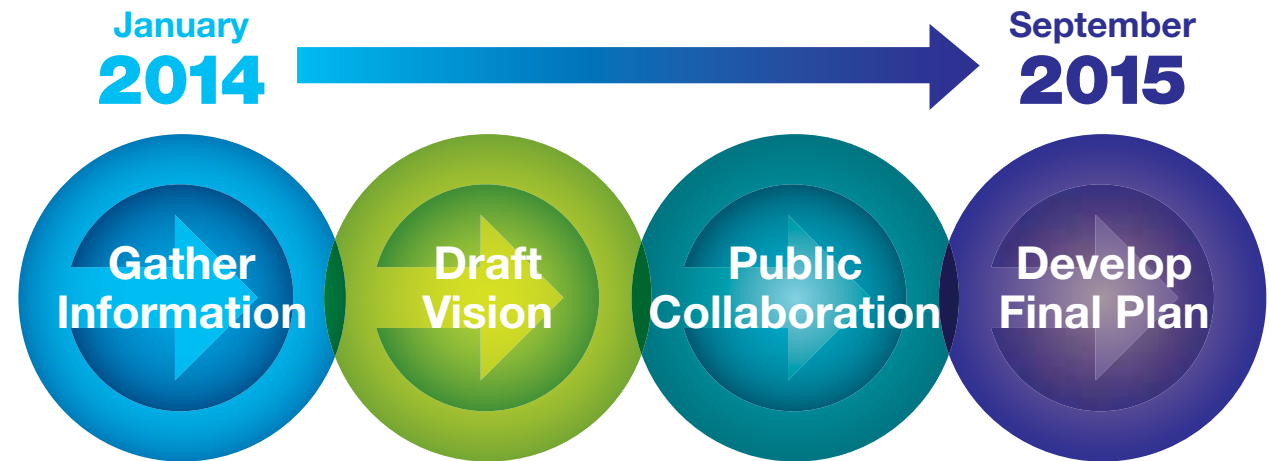 January
2014
September
2015
Gather
Information
Draft
Vision
Public
Collaboration
Develop
Final Plan